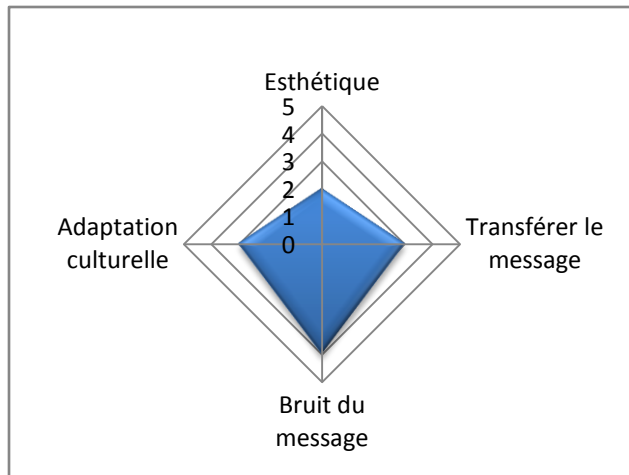 Esthétique
5
4
3
2
1
0
Adaptation
culturelle
Transférer le
message
Bruit du
message